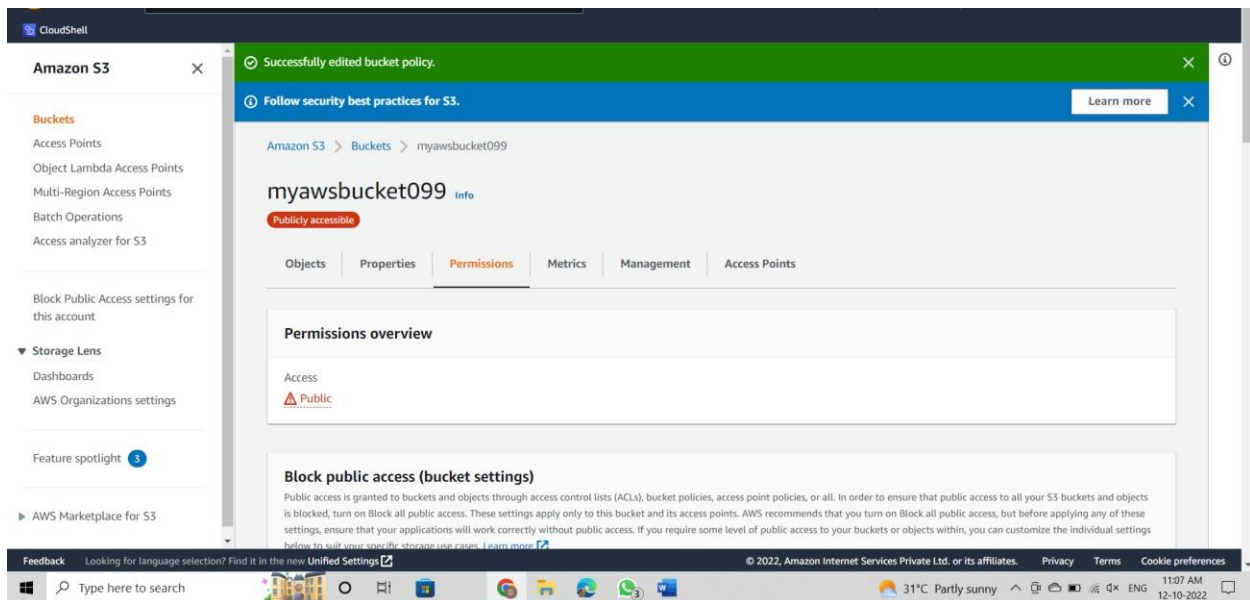 CloudShell
Amazon S3
Buckets
Access Points
Object Lambda Access Points
Multi-Region Access Points
Batch Operations
Access analyzer for S3
Block Public Access settings for
this account
Storage Lens
Dashboards
AWS Organizations settings
Feature spotlight 3
AWS Marketplace for S3
Successfully edited bucket policy.
Follow security best practices for S3.
Learn more
Amazon S3 > Buckets > myawsbucket099
myawsbucket099 Info
Publicly accessible
Objects Properties Permissions Metrics Management Access Points
Permissions overview
Access
Public
Block public access (bucket settings)
Public access is granted to buckets and objects through access control lists (ACLs), bucket policies, access point policies, or all. In order to ensure that public access to all your S3 buckets and objects
is blocked, turn on Block all public access. These settings apply only to this bucket and its access points. AWS recommends that you turn on Block all public access, but before applying any of these
settings, ensure that your applications will work correctly without public access. If you require some level of public access to your buckets or objects within, you can customize the individual settings
below to suit your specific storage use cases. Learn more
Feedback Looking for language selection? Find it in the new Unified Settings © 2022, Amazon Internet Services Private Ltd. or its affiliates. Privacy Terms Cookie preferences
Type here to search 3 31°C Partly sunny ENG 11:07 AM
12-10-2022